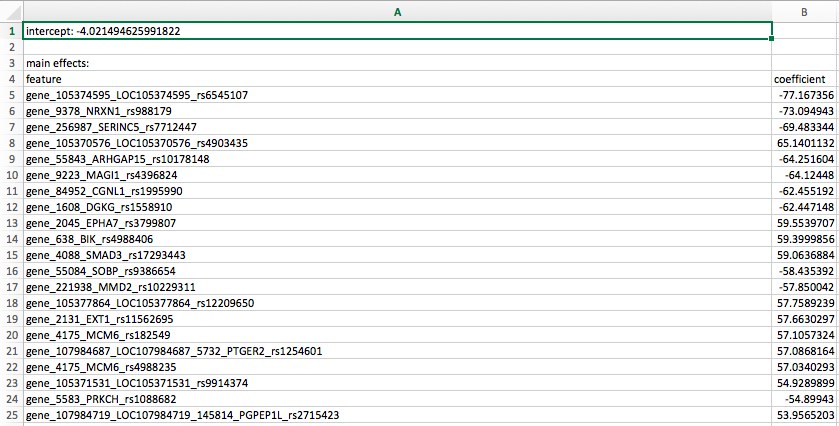 A B
1 intercept: -4.021494625991822
2
3 main effects:
4 feature coefficient
5 gene_105374595_LOC105374595_rs6545107 -77.167356
6 gene_9378_NRXN1_rs988179 -73.094943
7 gene_256987_SERINC5_rs7712447 -69.483344
8 gene_105370576_LOC105370576_rs4903435 65.1401132
9 gene_55843_ARHGAP15_rs10178148 -64.251604
10 gene_9223_MAGI1_rs4396824 -64.12448
11 gene_84952_CGNL1_rs1995990 -62.455192
12 gene_1608_DGKG_rs1558910 -62.447148
13 gene_2045_EPHA7_rs3799807 59.5539707
14 gene_638_BIK_rs4988406 59.3999856
15 gene_4088_SMAD3_rs17293443 59.0636884
16 gene_55084_SOBP_rs9386654 -58.435392
17 gene_221938_MMD2_rs10229311 -57.850042
18 gene_105377864_LOC105377864_rs12209650 57.7589239
19 gene_2131_EXT1_rs11562695 57.6630297
20 gene_4175_MCM6_rs182549 57.1057324
21 gene_107984687_LOC107984687_5732_PTGER2_rs1254601 57.0868164
22 gene_4175_MCM6_rs4988235 57.0340293
23 gene_105371531_LOC105371531_rs9914374 54.9289899
24 gene_5583_PRKCH_rs1088682 -54.89943
25 gene_107984719_LOC107984719_145814_PGPEP1L_rs2715423 53.9565203